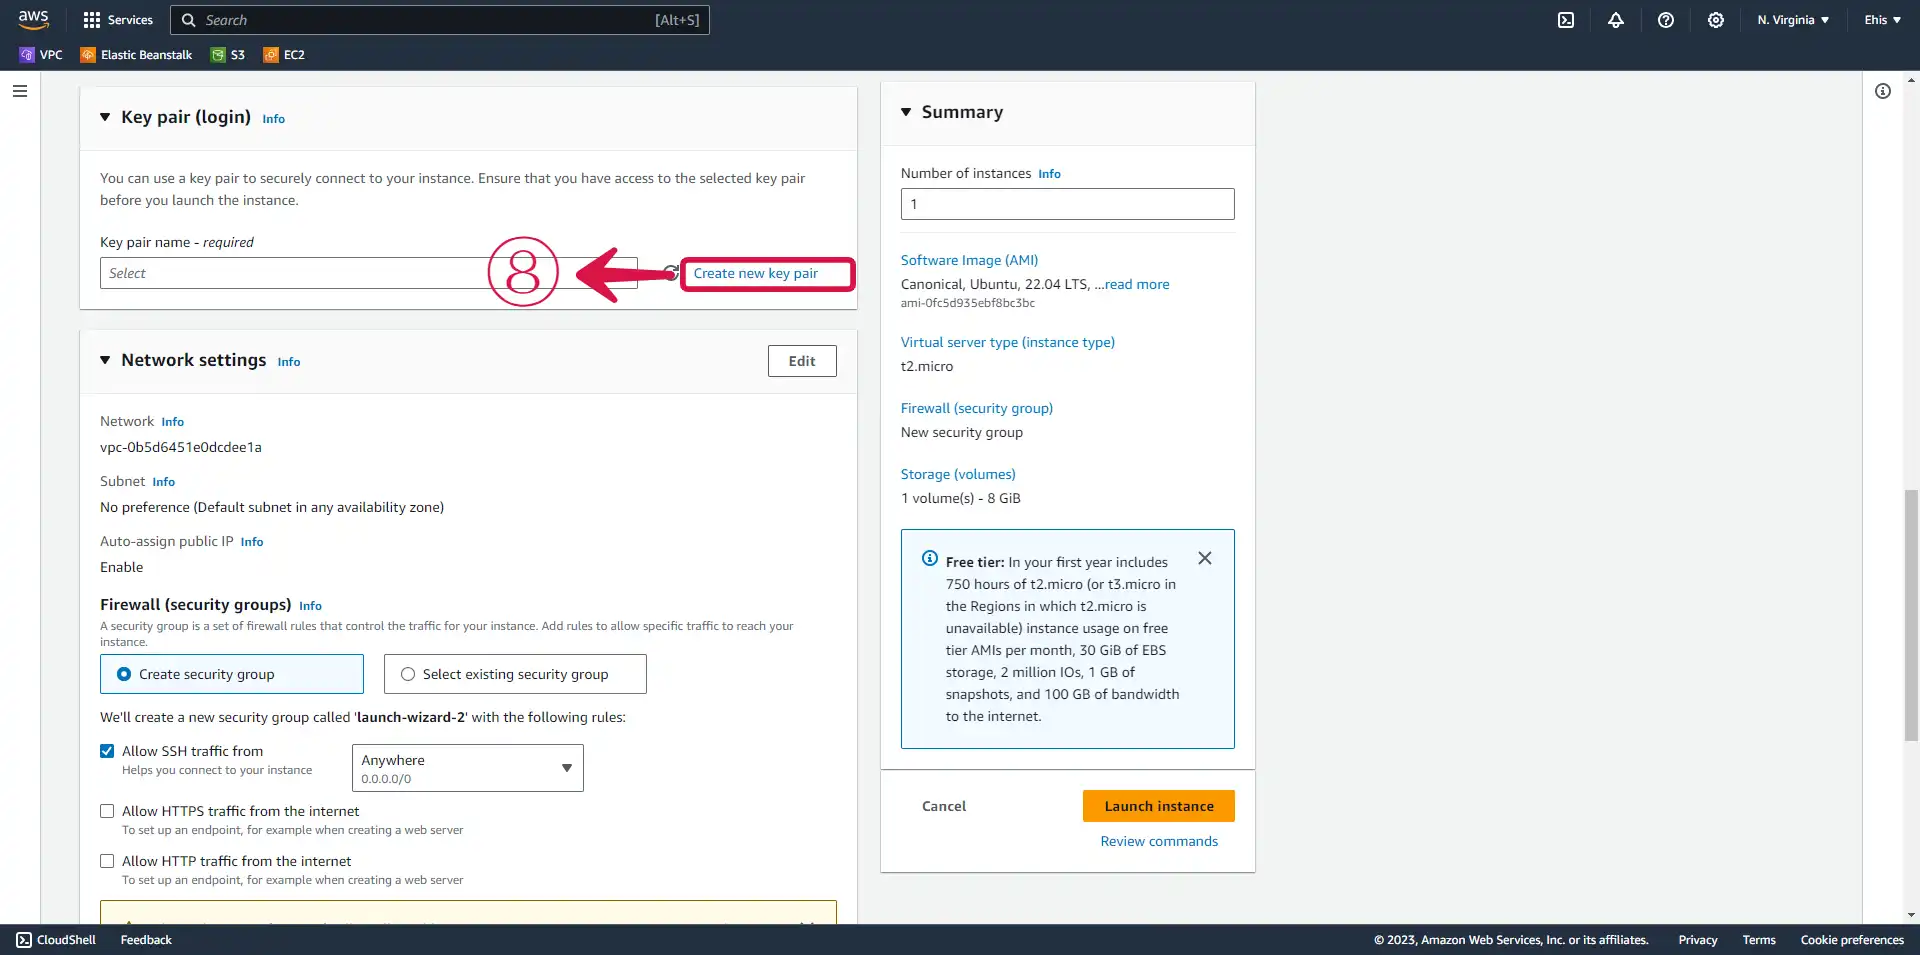 aws
Services
Search
[Alt+S]
N. Virginia
Ehis
VPC
Elastic Beanstalk
S3
EC2
Key pair (login) Info
You can use a key pair to securely connect to your instance. Ensure that you have access to the selected key pair
before you launch the instance.
Key pair name - required
Select
8
Create new key pair
Network settings Info
Edit
Network Info
vpc-0b5d6451e0dcdee1a
Subnet Info
No preference (Default subnet in any availability zone)
Auto-assign public IP Info
Enable
Firewall (security groups) Info
A security group is a set of firewall rules that control the traffic for your instance. Add rules to allow specific traffic to reach your
instance.
Create security group
Select existing security group
We'll create a new security group called 'launch-wizard-2' with the following rules:
Allow SSH traffic from
Helps you connect to your instance
Anywhere
0.0.0.0/0
Allow HTTPS traffic from the internet
To set up an endpoint, for example when creating a web server
Allow HTTP traffic from the internet
To set up an endpoint, for example when creating a web server
Summary
Number of instances Info
1
Software Image (AMI)
Canonical, Ubuntu, 22.04 LTS, ...read more
ami-0fc5d935ebf8bc3bc
Virtual server type (instance type)
t2.micro
Firewall (security group)
New security group
Storage (volumes)
1 volume(s) - 8 GiB
Free tier: In your first year includes
750 hours of t2.micro (or t3.micro in
the Regions in which t2.micro is
unavailable) instance usage on free
tier AMIs per month, 30 GiB of EBS
storage, 2 million IOs, 1 GB of
snapshots, and 100 GB of bandwidth
to the internet.
Cancel
Launch instance
Review commands
CloudShell
Feedback
© 2023, Amazon Web Services, Inc. or its affiliates.
Privacy
Terms
Cookie preferences